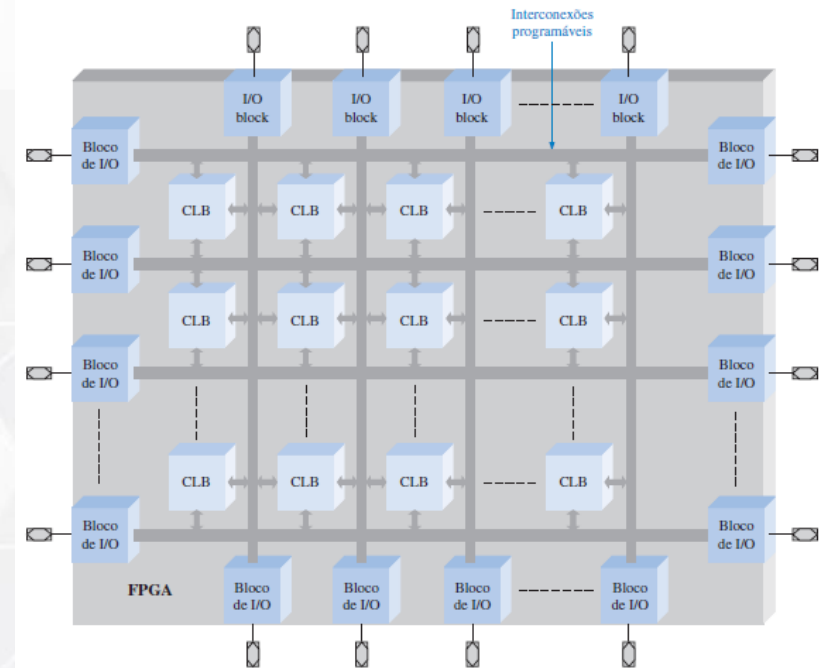 Interconexões
programáveis
I/O
block
I/O
block
I/O
block
I/O
block
Bloco
de I/O
Bloco
de I/O
CLB
CLB
CLB
CLB
Bloco
de I/O
Bloco
de I/O
CLB
CLB
CLB
CLB
Bloco
de I/O
Bloco
de I/O
CLB
CLB
CLB
CLB
Bloco
de I/O
Bloco
de I/O
FPGA
Bloco
de I/O
Bloco
de I/O
Bloco
de I/O
Bloco
de I/O